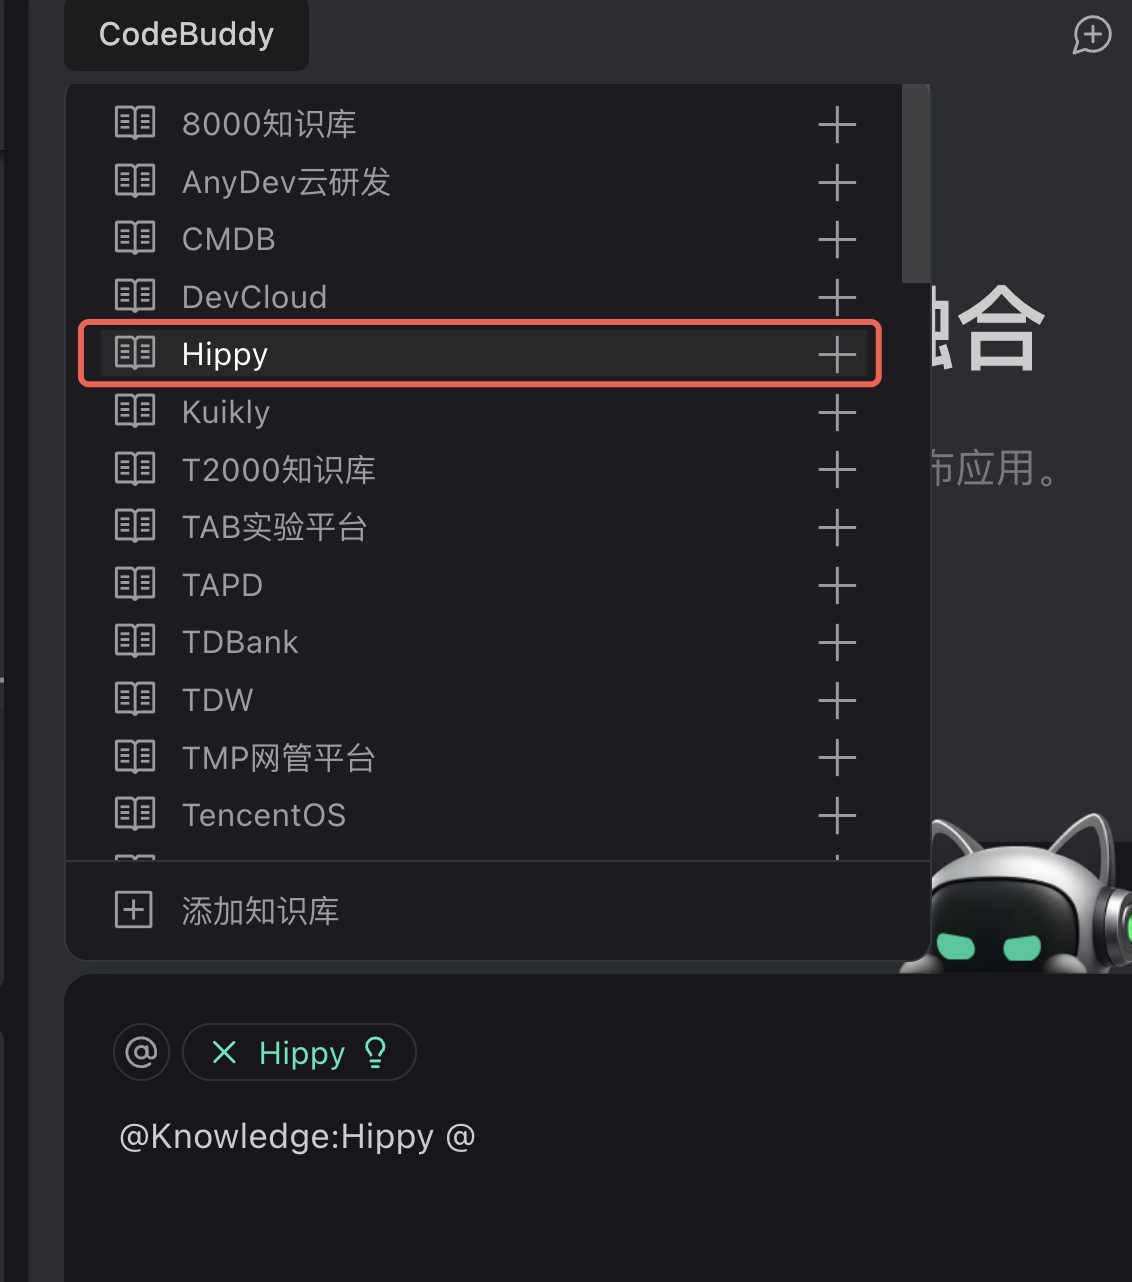 CodeBuddy
8000知识库
AnyDev云研发
CMDB
DevCloud
Hippy
Kuikly
T2000知识库
TAB实验平台
TAPD
TDBank
TDW
TMP网管平台
TencentOS
添加知识库
融合
布应用。
@ Hippy
@Knowledge:Hippy @